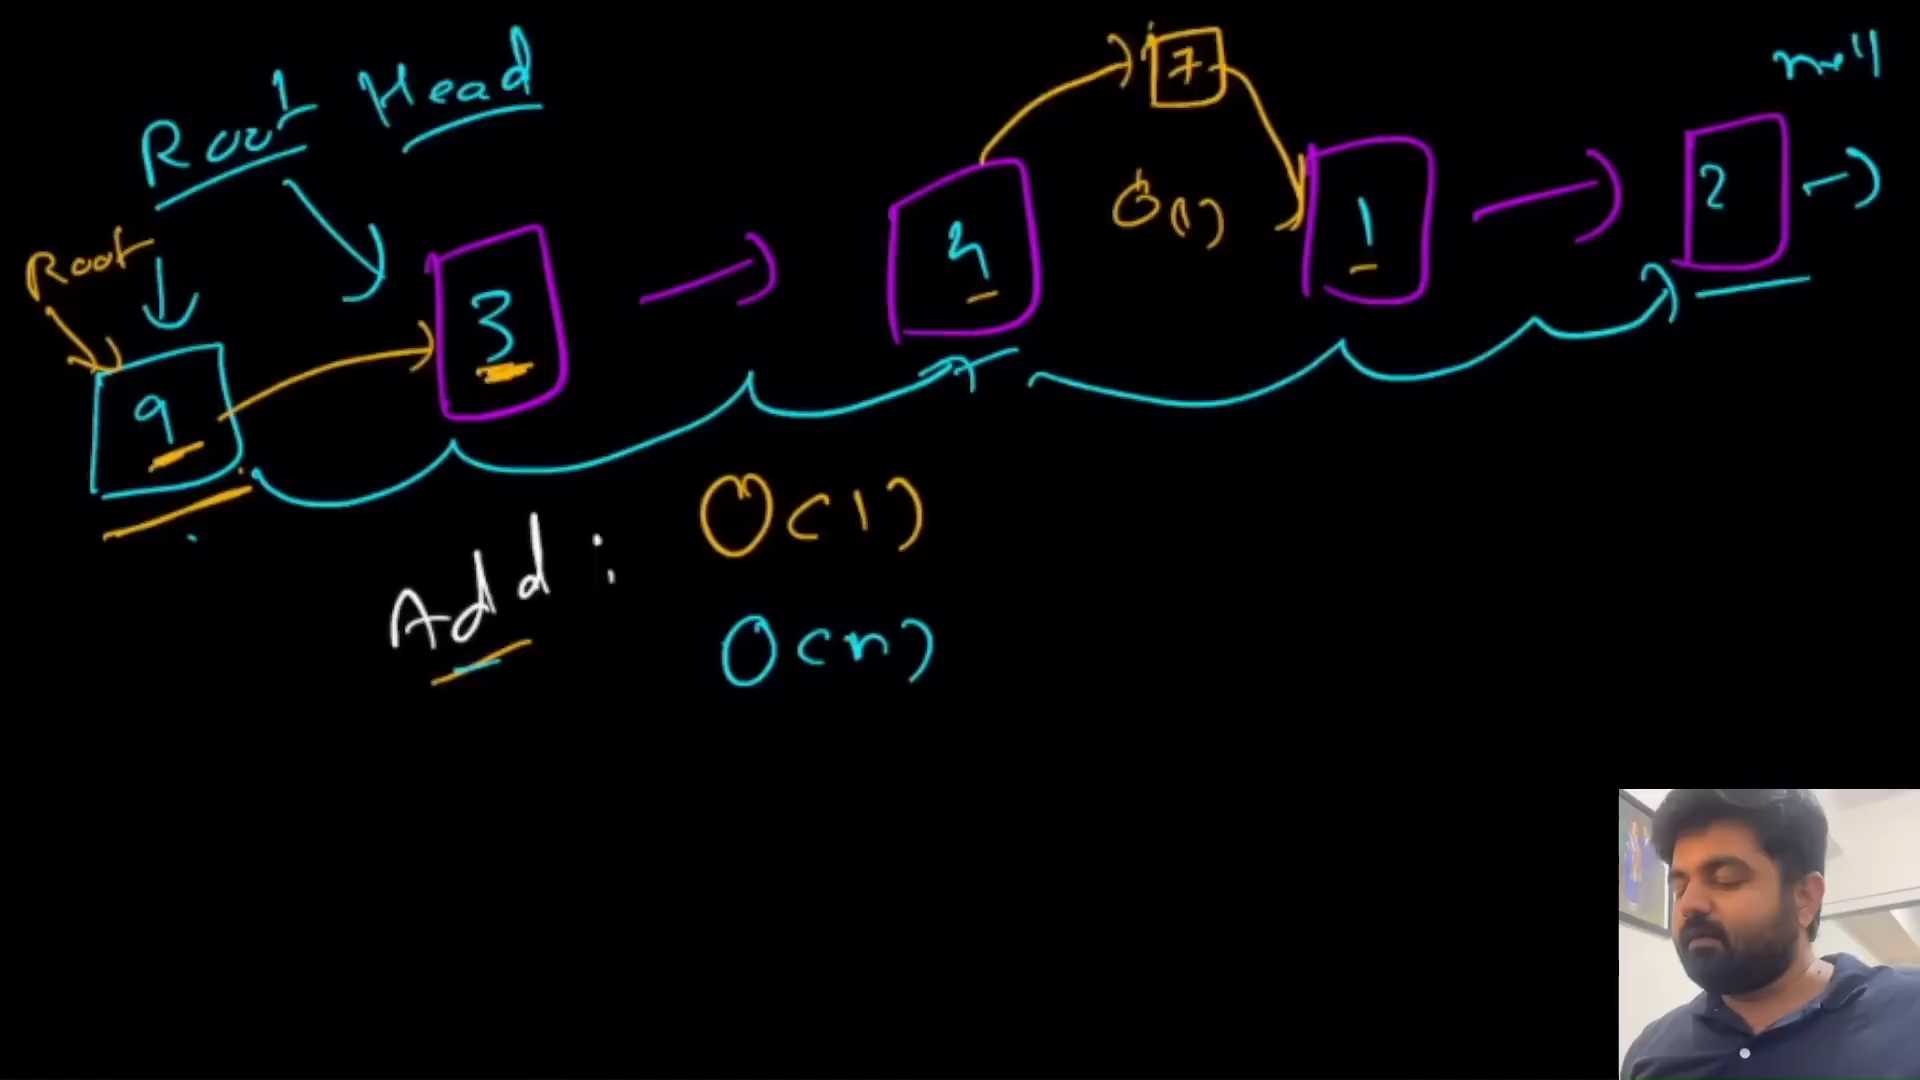 Root Head
null
Root
7
9
3
4
O(1)
1
2
Add : O(1)
O(n)